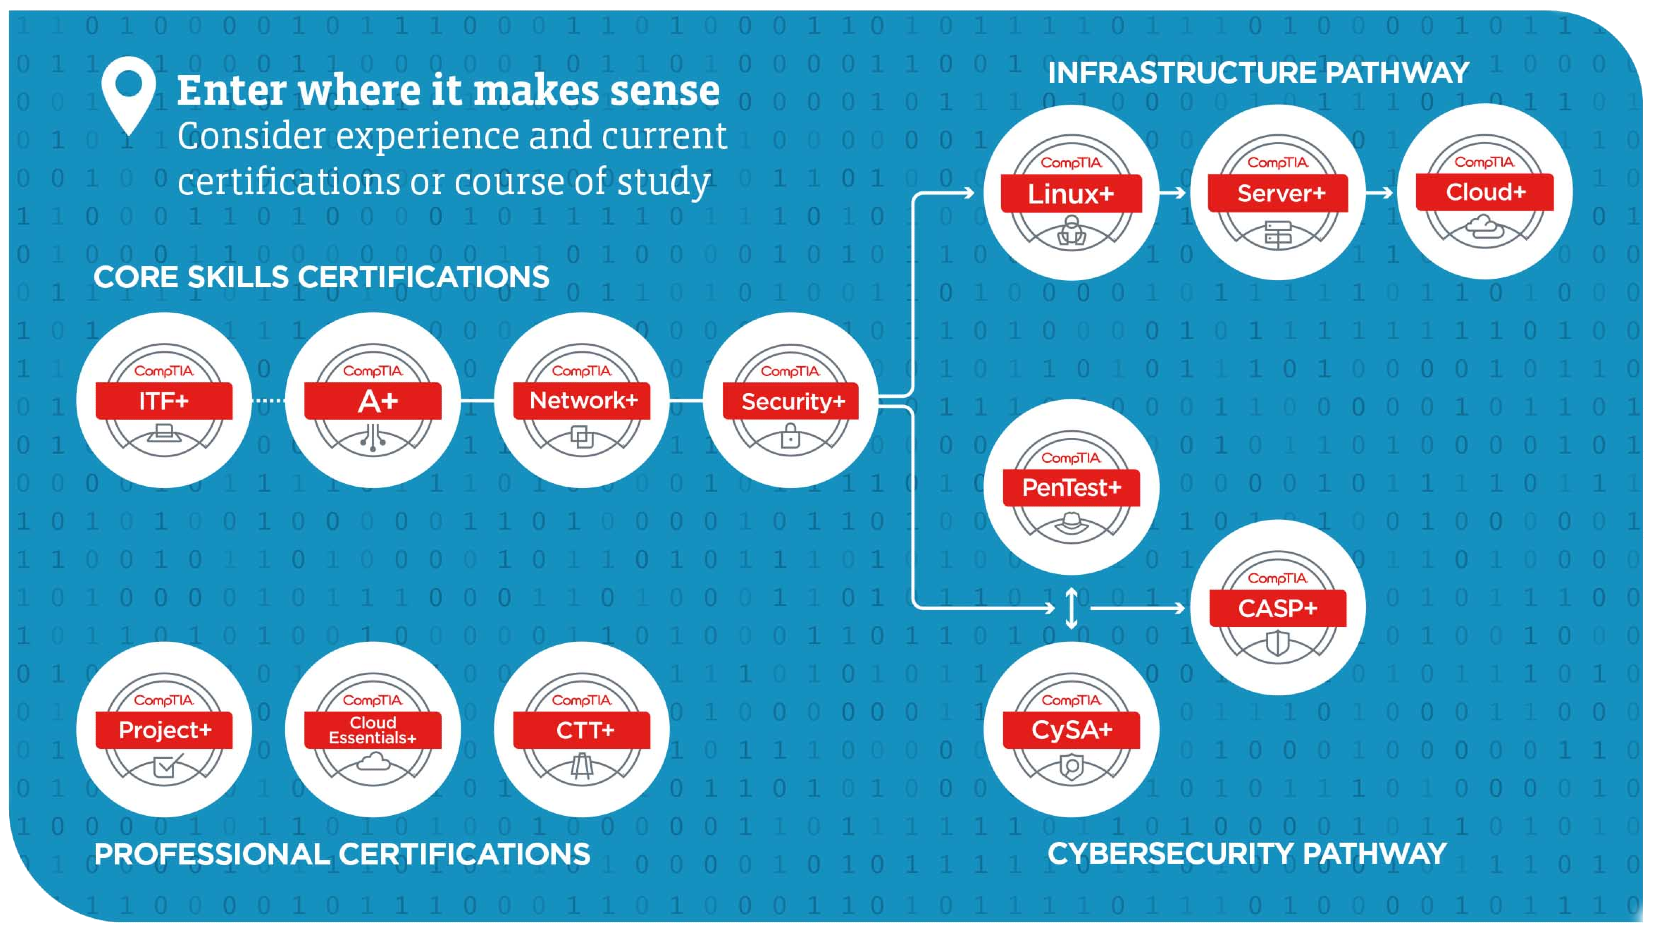 Enter where it makes sense
Consider experience and current
certifications or course of study
CORE SKILLS CERTIFICATIONS
CompTIA.
ITF+
CompTIA.
A+
CompTIA.
Network+
CompTIA.
Security+
INFRASTRUCTURE PATHWAY
CompTIA.
Linux+
CompTIA.
Server+
CompTIA.
Cloud+
CompTIA.
PenTest+
CompTIA.
CASP+
CompTIA.
CySA+
CYBERSECURITY PATHWAY
CompTIA.
Project+
CompTIA.
Cloud
Essentials+
CompTIA.
CTT+
PROFESSIONAL CERTIFICATIONS